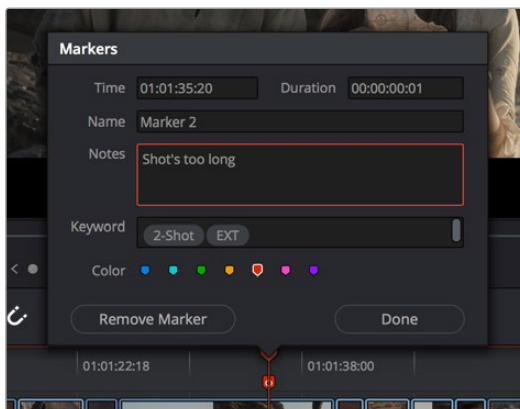 Markers
Time 01:01:35:20 Duration 00:00:00:01
Name Marker 2
Notes Shot's too long
Keyword 2-Shot EXT
Color
Remove Marker Done
01:01:22:18 01:01:38:00